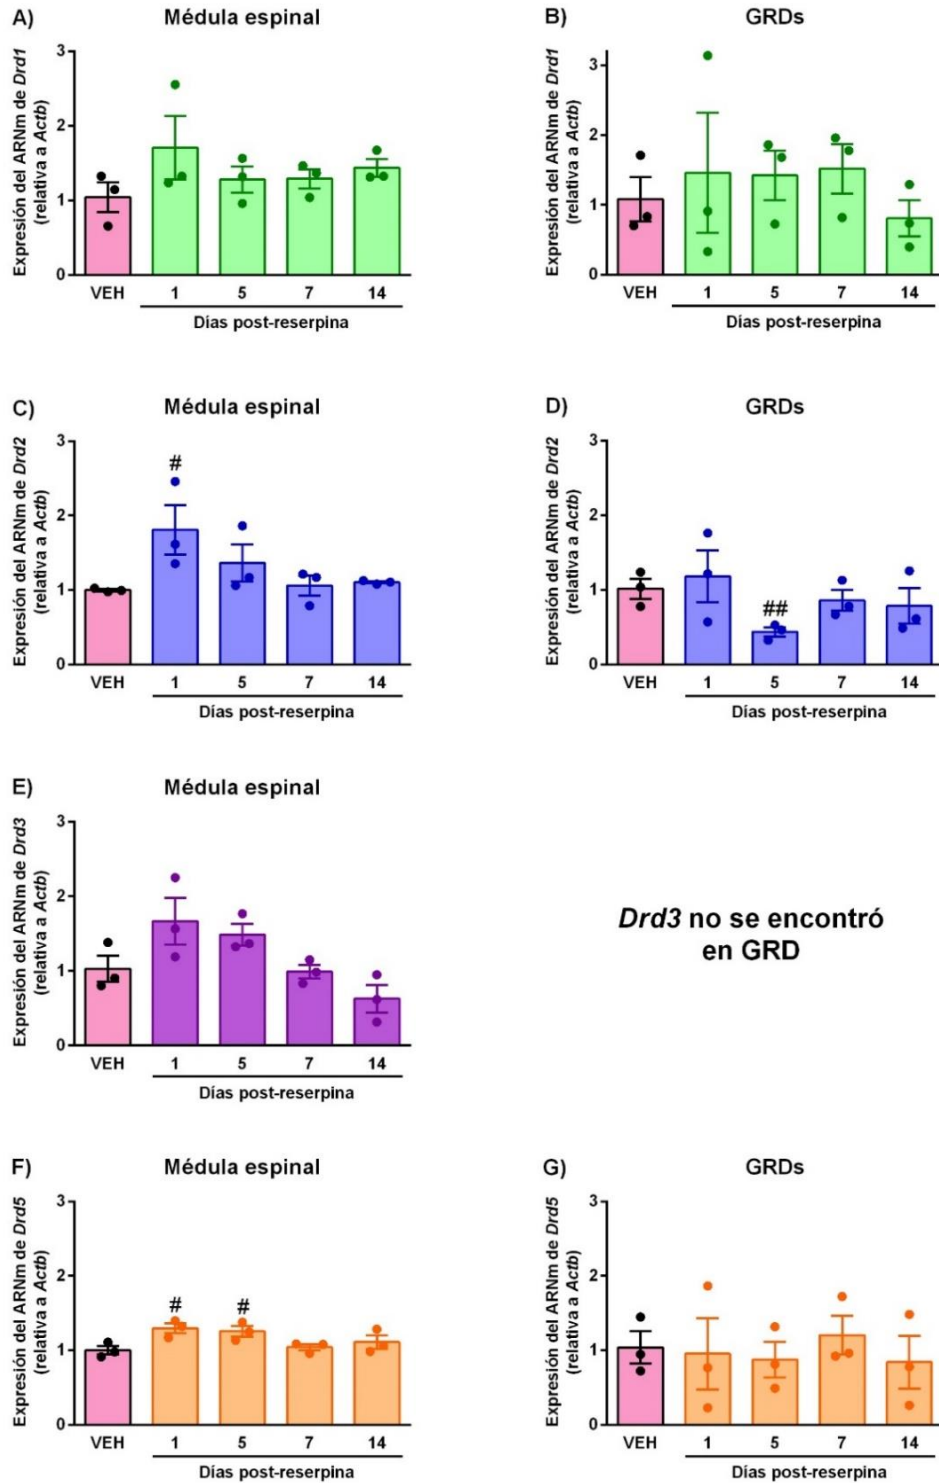 A) Médula espinal
Expresión del ARNm de Drd1
(relativa a Actb)
3
2
1
0
VEH 1 5 7 14
Días post-reserpina
B) GRDs
Expresión del ARNm de Drd1
(relativa a Actb)
3
2
1
0
VEH 1 5 7 14
Días post-reserpina
C) Médula espinal
Expresión del ARNm de Drd2
(relativa a Actb)
3
2
1
0
#
VEH 1 5 7 14
Días post-reserpina
D) GRDs
Expresión del ARNm de Drd2
(relativa a Actb)
3
2
1
0
##
VEH 1 5 7 14
Días post-reserpina
E) Médula espinal
Expresión del ARNm de Drd3
(relativa a Actb)
3
2
1
0
VEH 1 5 7 14
Días post-reserpina
Drd3 no se encontró
en GRD
F) Médula espinal
Expresión del ARNm de Drd5
(relativa a Actb)
3
2
1
0
# #
VEH 1 5 7 14
Días post-reserpina
G) GRDs
Expresión del ARNm de Drd5
(relativa a Actb)
3
2
1
0
VEH 1 5 7 14
Días post-reserpina